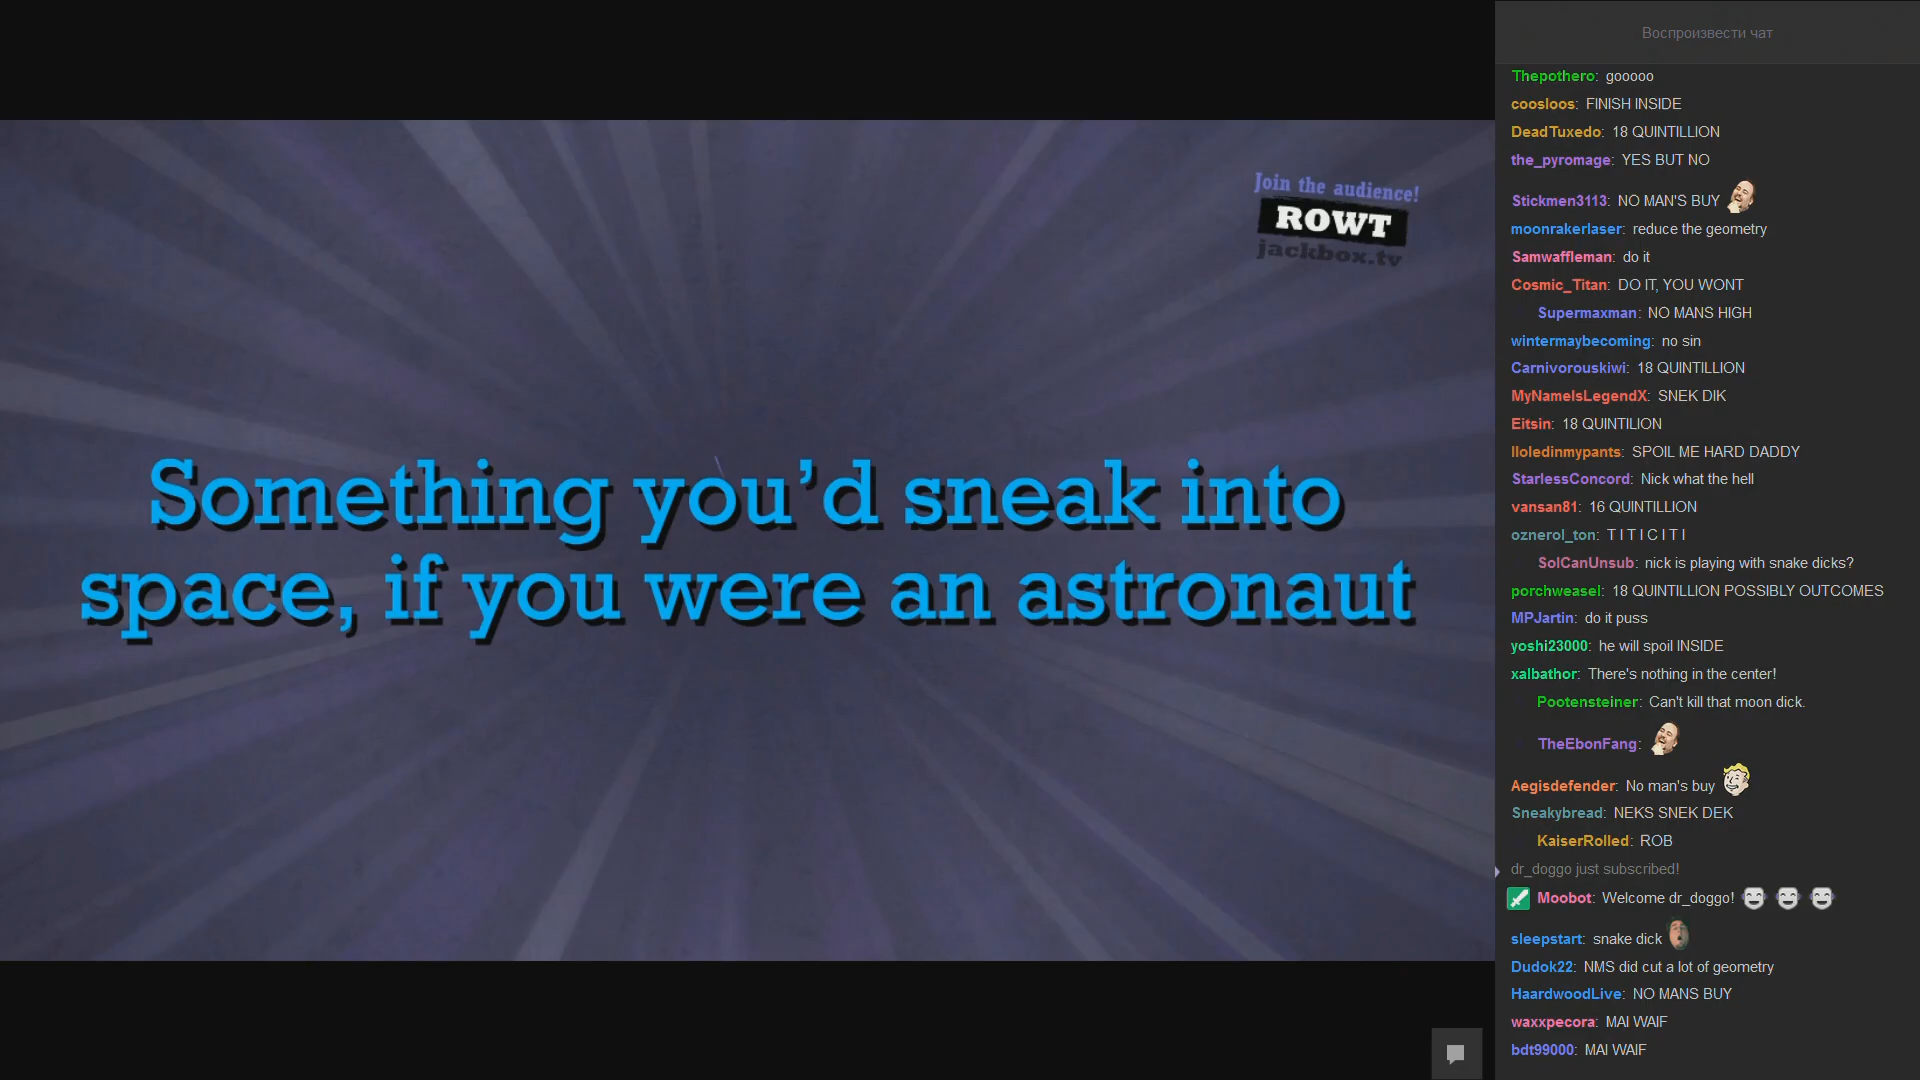 Join the audience!
ROWT
jackbox.tv
Something you’d sneak into
space, if you were an astronaut
Воспроизвести чат
Thepothero: gooooo
coosloos: FINISH INSIDE
DeadTuxedo: 18 QUINTILLION
the_pyromage: YES BUT NO
Stickmen3113: NO MAN'S BUY
moonrakerlaser: reduce the geometry
Samwaffleman: do it
Cosmic_Titan: DO IT, YOU WONT
Supermaxman: NO MANS HIGH
wintermaybecoming: no sin
Carnivorouskiwi: 18 QUINTILLION
MyNameIsLegendX: SNEK DIK
Eitsin: 18 QUINTILION
lloledinmypants: SPOIL ME HARD DADDY
StarlessConcord: Nick what the hell
vansan81: 16 QUINTILLION
oznerol_ton: T I T I C I T I
SolCanUnsub: nick is playing with snake dicks?
porchweasel: 18 QUINTILLION POSSIBLY OUTCOMES
MPJartin: do it puss
yoshi23000: he will spoil INSIDE
xalbathor: There's nothing in the center!
Pootensteiner: Can't kill that moon dick.
TheEbonFang:
Aegisdefender: No man's buy
Sneakybread: NEKS SNEK DEK
KaiserRolled: ROB
dr_doggo just subscribed!
Moobot: Welcome dr_doggo!
sleepstart: snake dick
Dudok22: NMS did cut a lot of geometry
HaardwoodLive: NO MANS BUY
waxxpecora: MAI WAIF
bdt99000: MAI WAIF